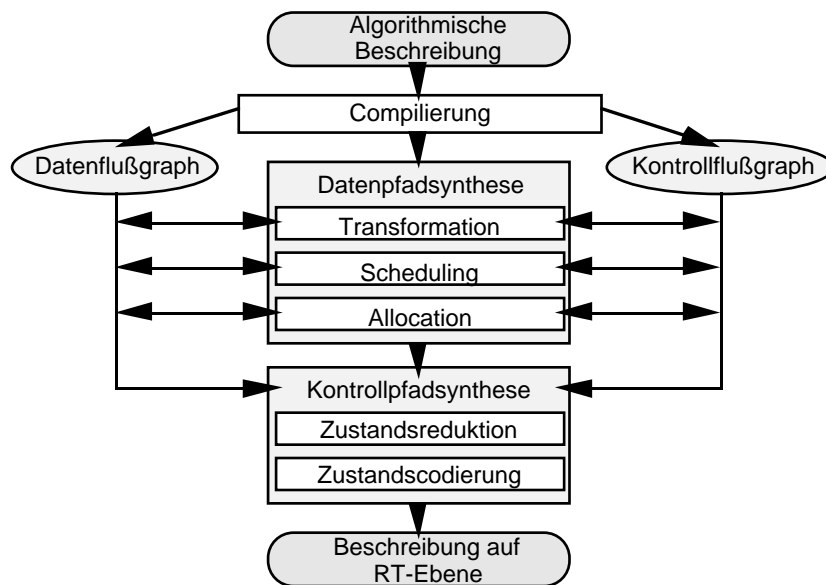 Algorithmische
Beschreibung
Compilierung
Datenflußgraph
Kontrollflußgraph
Datenpfadsynthese
Transformation
Scheduling
Allocation
Kontrollpfadsynthese
Zustandsreduktion
Zustandscodierung
Beschreibung auf
RT-Ebene